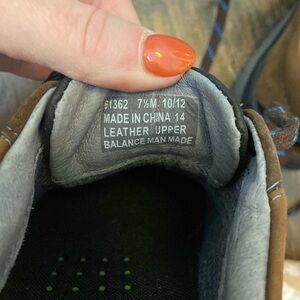 61362 7½M 10/12
MADE IN CHINA 14
LEATHER UPPER
BALANCE MAN MADE